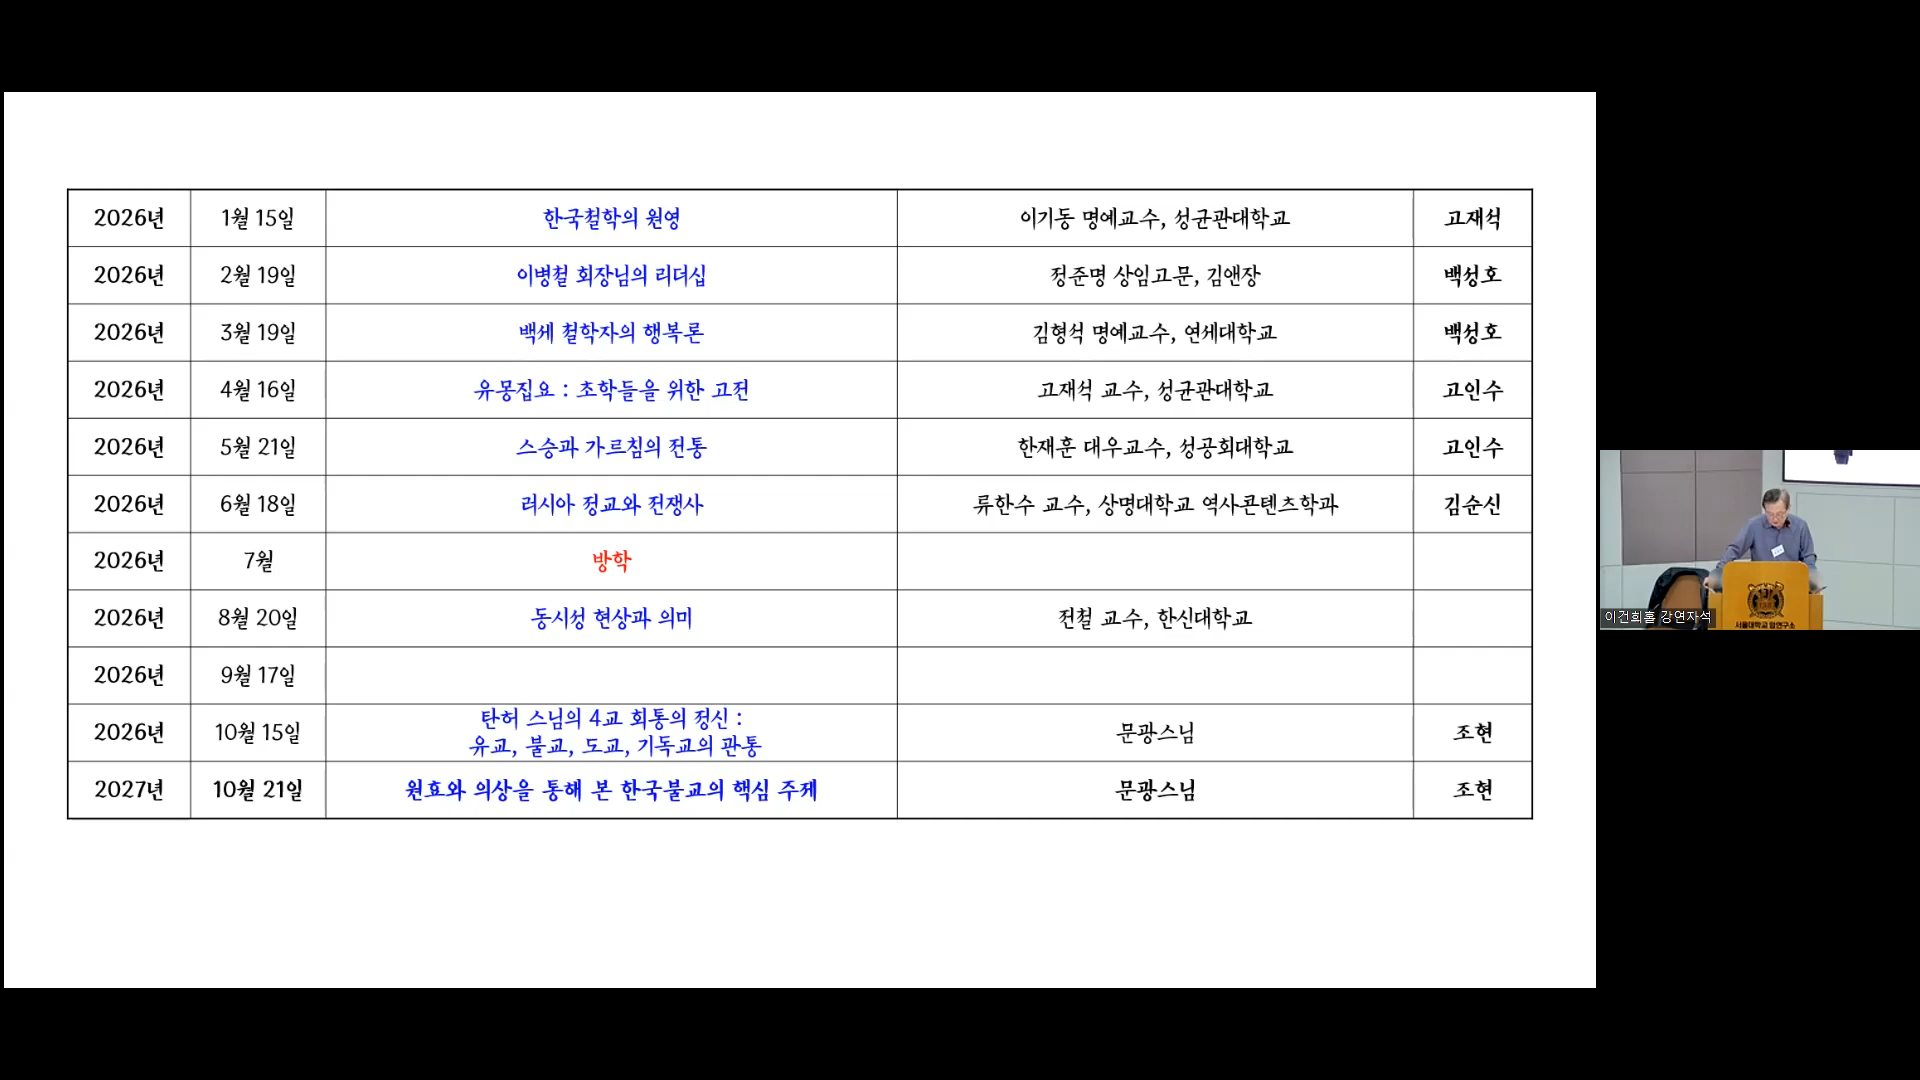 2026년 1월 15일 한국철학의 원영 이기동 명예교수, 성균관대학교 고재석
2026년 2월 19일 이병철 회장님의 리더십 정준명 상임고문, 김앤장 백성호
2026년 3월 19일 백세 철학자의 행복론 김형석 명예교수, 연세대학교 백성호
2026년 4월 16일 유몽집요 : 초학들을 위한 고전 고재석 교수, 성균관대학교 고인수
2026년 5월 21일 스승과 가르침의 전통 한재훈 대우교수, 성공회대학교 고인수
2026년 6월 18일 러시아 정교와 전쟁사 류한수 교수, 상명대학교 역사콘텐츠학과 김순신
2026년 7월 방학
2026년 8월 20일 동시성 현상과 의미 전철 교수, 한신대학교
2026년 9월 17일
2026년 10월 15일 탄허 스님의 4교 회통의 정신 :
유교, 불교, 도교, 기독교의 관통 문광스님 조현
2027년 10월 21일 원효와 의상을 통해 본 한국불교의 핵심 주제 문광스님 조현
이건희홀 강연자석
서울대학교 암연구소